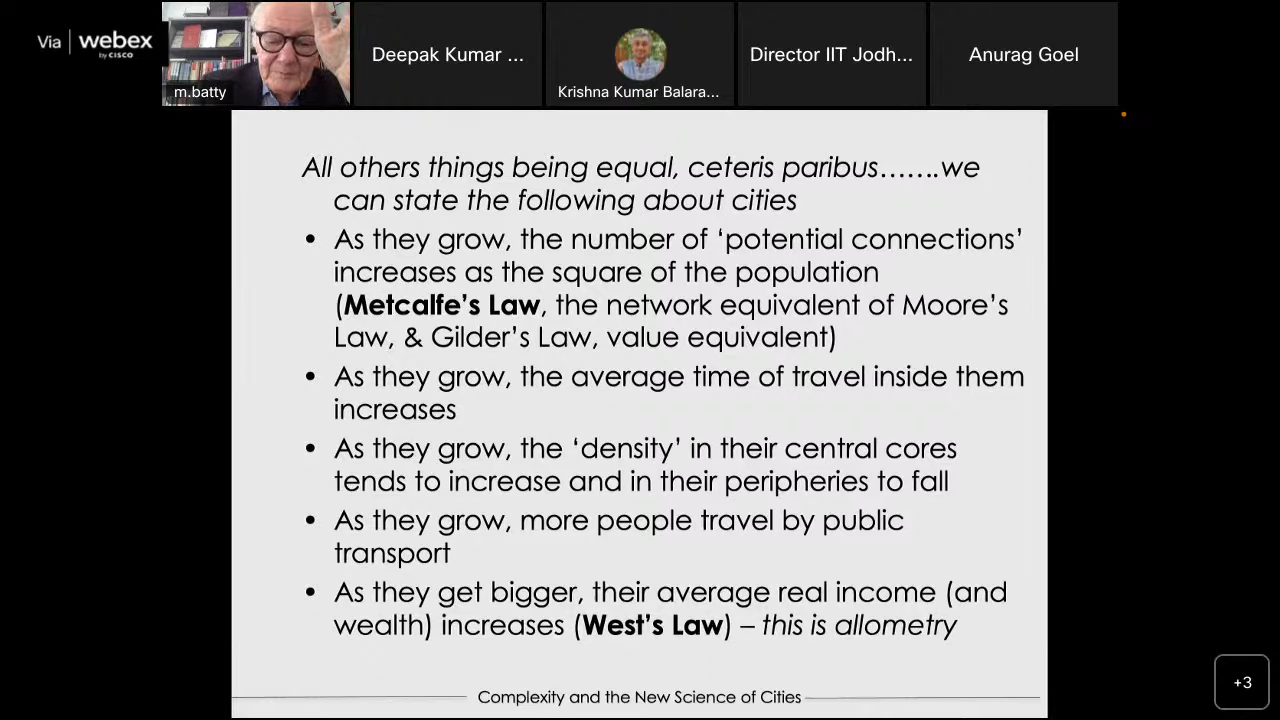 Via | webex
by CISCO
m.batty
Deepak Kumar ...
Krishna Kumar Balara...
Director IIT Jodh...
Anurag Goel
All others things being equal, ceteris paribus…….we
can state the following about cities
• As they grow, the number of ‘potential connections’
increases as the square of the population
(Metcalfe’s Law, the network equivalent of Moore’s
Law, & Gilder’s Law, value equivalent)
• As they grow, the average time of travel inside them
increases
• As they grow, the ‘density’ in their central cores
tends to increase and in their peripheries to fall
• As they grow, more people travel by public
transport
• As they get bigger, their average real income (and
wealth) increases (West’s Law) – this is allometry
Complexity and the New Science of Cities
+3